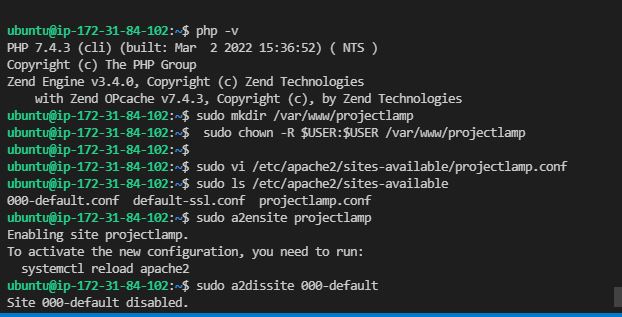 ubuntu@ip-172-31-84-102:~$ php -v
PHP 7.4.3 (cli) (built: Mar  2 2022 15:36:52) ( NTS )
Copyright (c) The PHP Group
Zend Engine v3.4.0, Copyright (c) Zend Technologies
    with Zend OPcache v7.4.3, Copyright (c), by Zend Technologies
ubuntu@ip-172-31-84-102:~$ sudo mkdir /var/www/projectlamp
ubuntu@ip-172-31-84-102:~$  sudo chown -R $USER:$USER /var/www/projectlamp
ubuntu@ip-172-31-84-102:~$
ubuntu@ip-172-31-84-102:~$ sudo vi /etc/apache2/sites-available/projectlamp.conf
ubuntu@ip-172-31-84-102:~$ sudo ls /etc/apache2/sites-available
000-default.conf  default-ssl.conf  projectlamp.conf
ubuntu@ip-172-31-84-102:~$ sudo a2ensite projectlamp
Enabling site projectlamp.
To activate the new configuration, you need to run:
  systemctl reload apache2
ubuntu@ip-172-31-84-102:~$ sudo a2dissite 000-default
Site 000-default disabled.